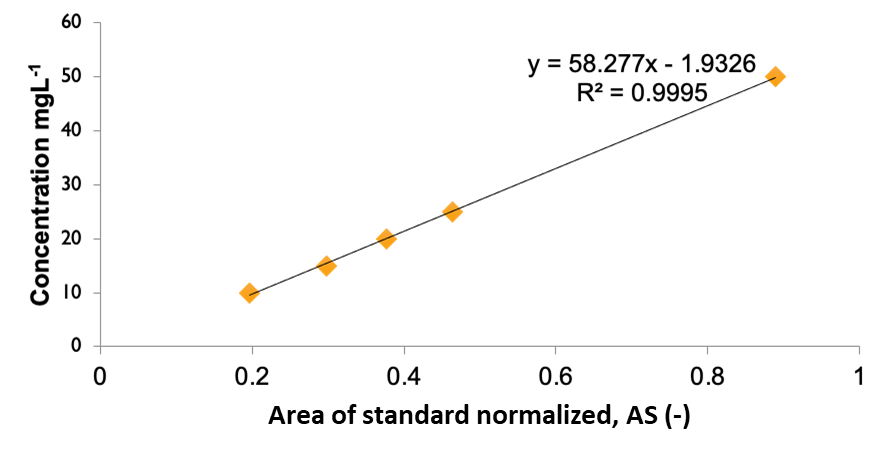 60
50
40
30
20
10
0
Concentration mgL⁻¹
y = 58.277x - 1.9326
R² = 0.9995
0 0.2 0.4 0.6 0.8 1
Area of standard normalized, AS (-)